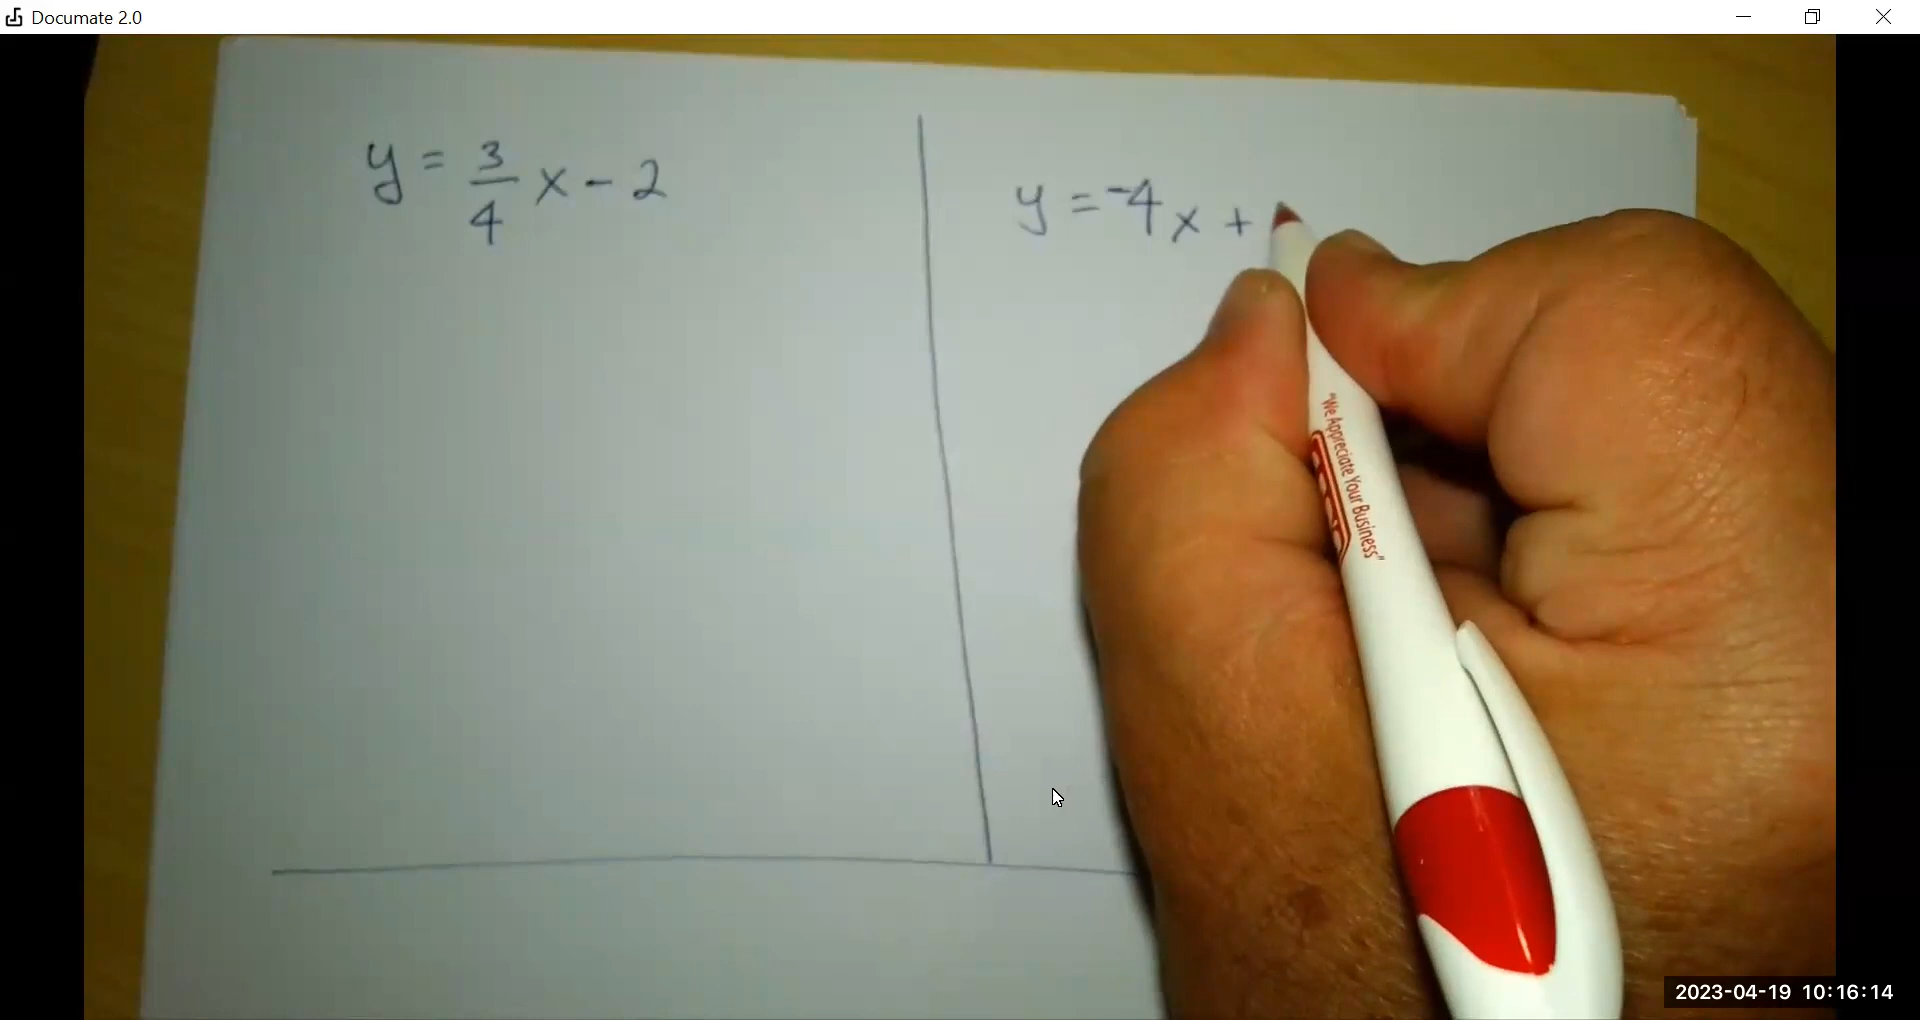 Documate 2.0
y = 3/4 x - 2
y = -4x +
"We Appreciate Your Business"
2023-04-19 10:16:14